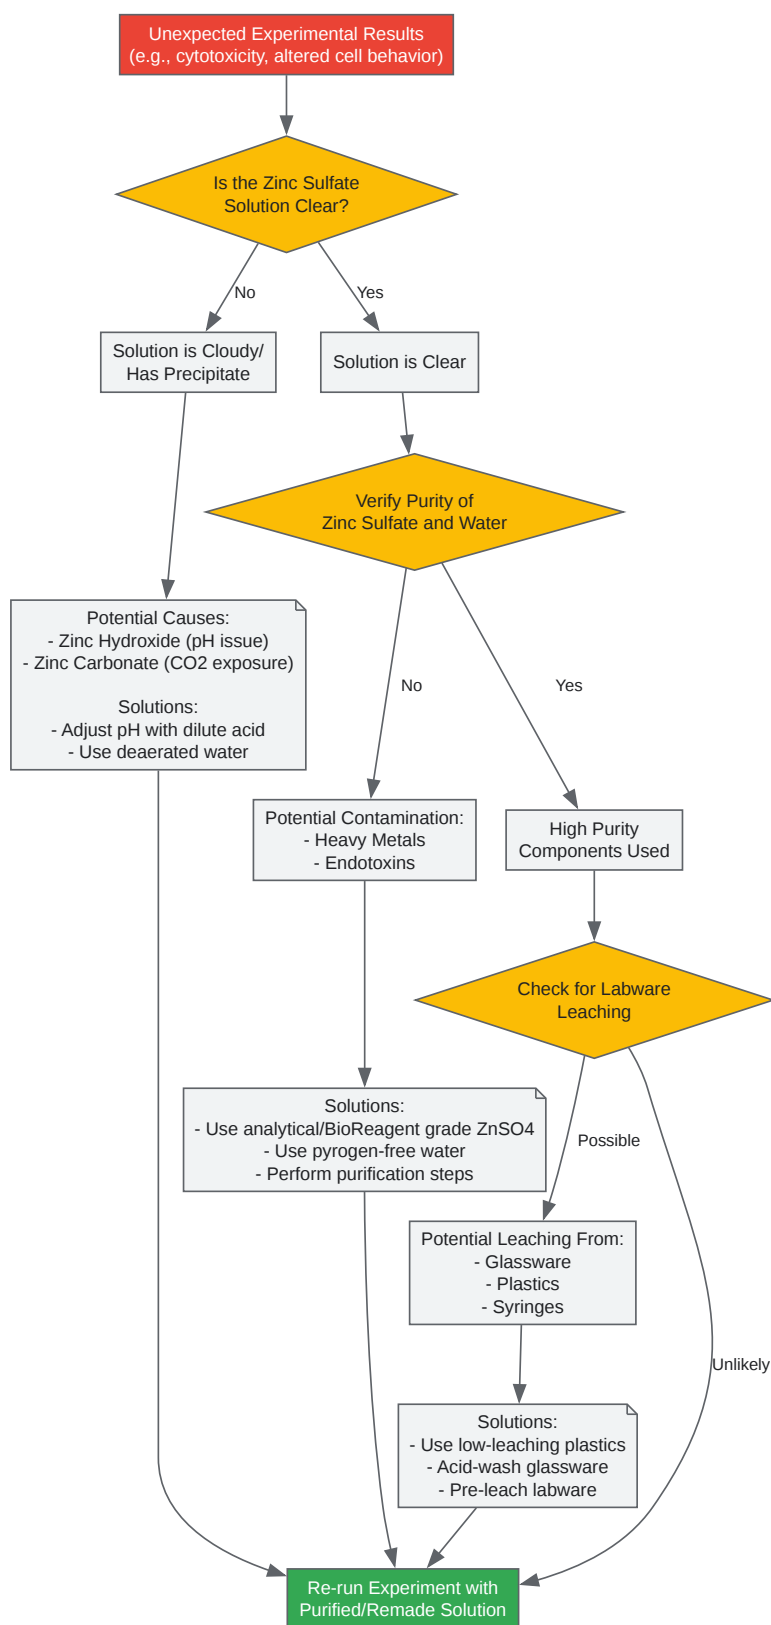 Unexpected Experimental Results
(e.g., cytotoxicity, altered cell behavior)
Is the Zinc Sulfate
Solution Clear?
No
Yes
Solution is Cloudy/
Has Precipitate
Solution is Clear
Verify Purity of
Zinc Sulfate and Water
Potential Causes:
- Zinc Hydroxide (pH issue)
- Zinc Carbonate (CO2 exposure)
Solutions:
- Adjust pH with dilute acid
- Use deaerated water
No
Yes
Potential Contamination:
- Heavy Metals
- Endotoxins
High Purity
Components Used
Check for Labware
Leaching
Solutions:
- Use analytical/BioReagent grade ZnSO4
- Use pyrogen-free water
- Perform purification steps
Possible
Potential Leaching From:
- Glassware
- Plastics
- Syringes
Unlikely
Solutions:
- Use low-leaching plastics
- Acid-wash glassware
- Pre-leach labware
Re-run Experiment with
Purified/Remade Solution